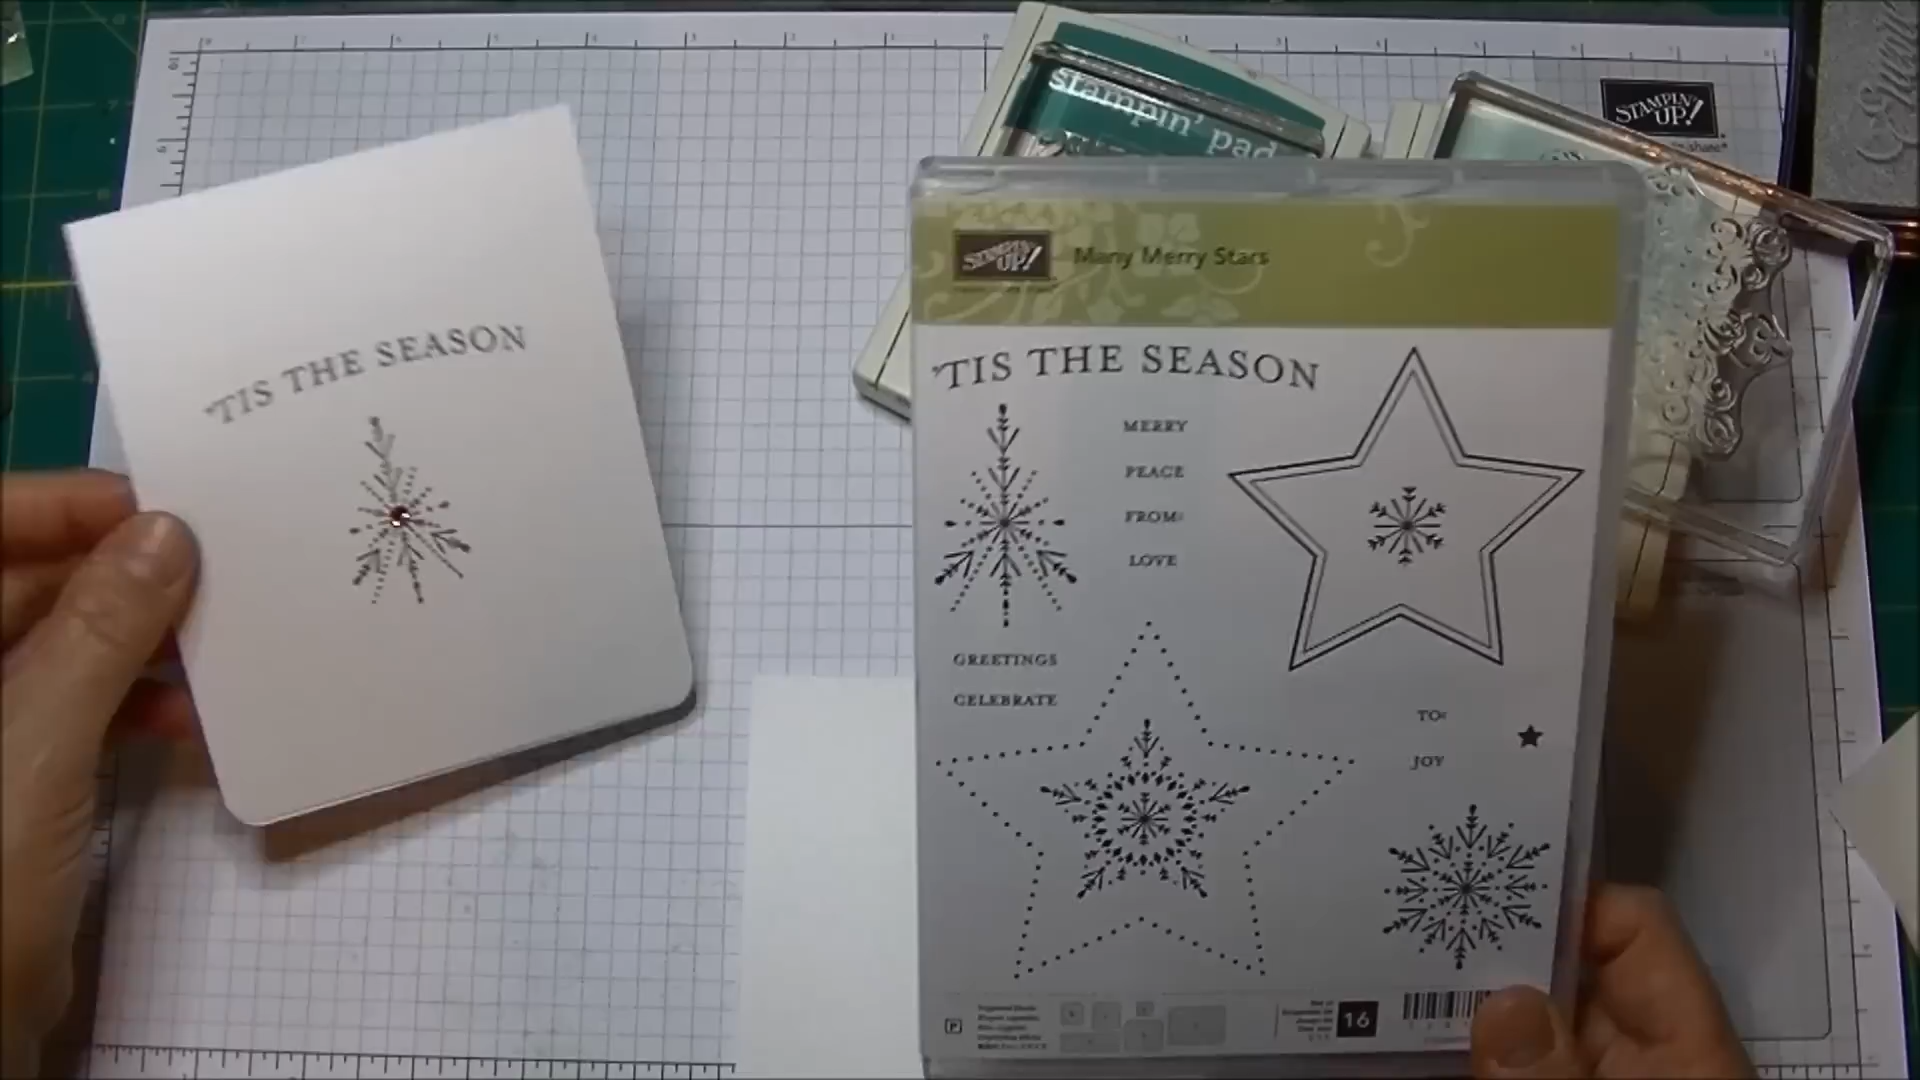 'TIS THE SEASON
stampin' pad
STAMPIN' UP!
STAMPIN' UP!
Many Merry Stars
'TIS THE SEASON
MERRY
PEACE
FROM:
LOVE
GREETINGS
CELEBRATE
TO:
JOY
P
16